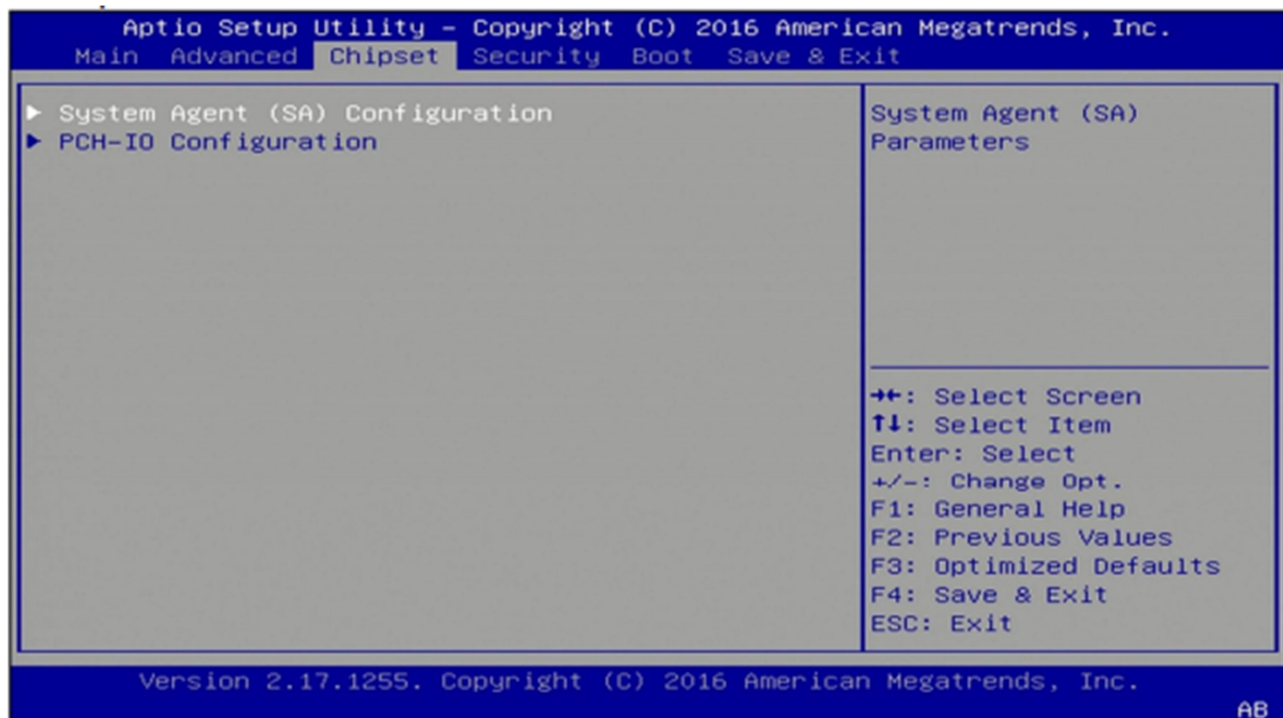 Aptio Setup Utility – Copyright (C) 2016 American Megatrends, Inc.
Main Advanced Chipset Security Boot Save & Exit
▶ System Agent (SA) Configuration
▶ PCH-IO Configuration
System Agent (SA)
Parameters
→←: Select Screen
↑↓: Select Item
Enter: Select
+/-: Change Opt.
F1: General Help
F2: Previous Values
F3: Optimized Defaults
F4: Save & Exit
ESC: Exit
Version 2.17.1255. Copyright (C) 2016 American Megatrends, Inc.
AB